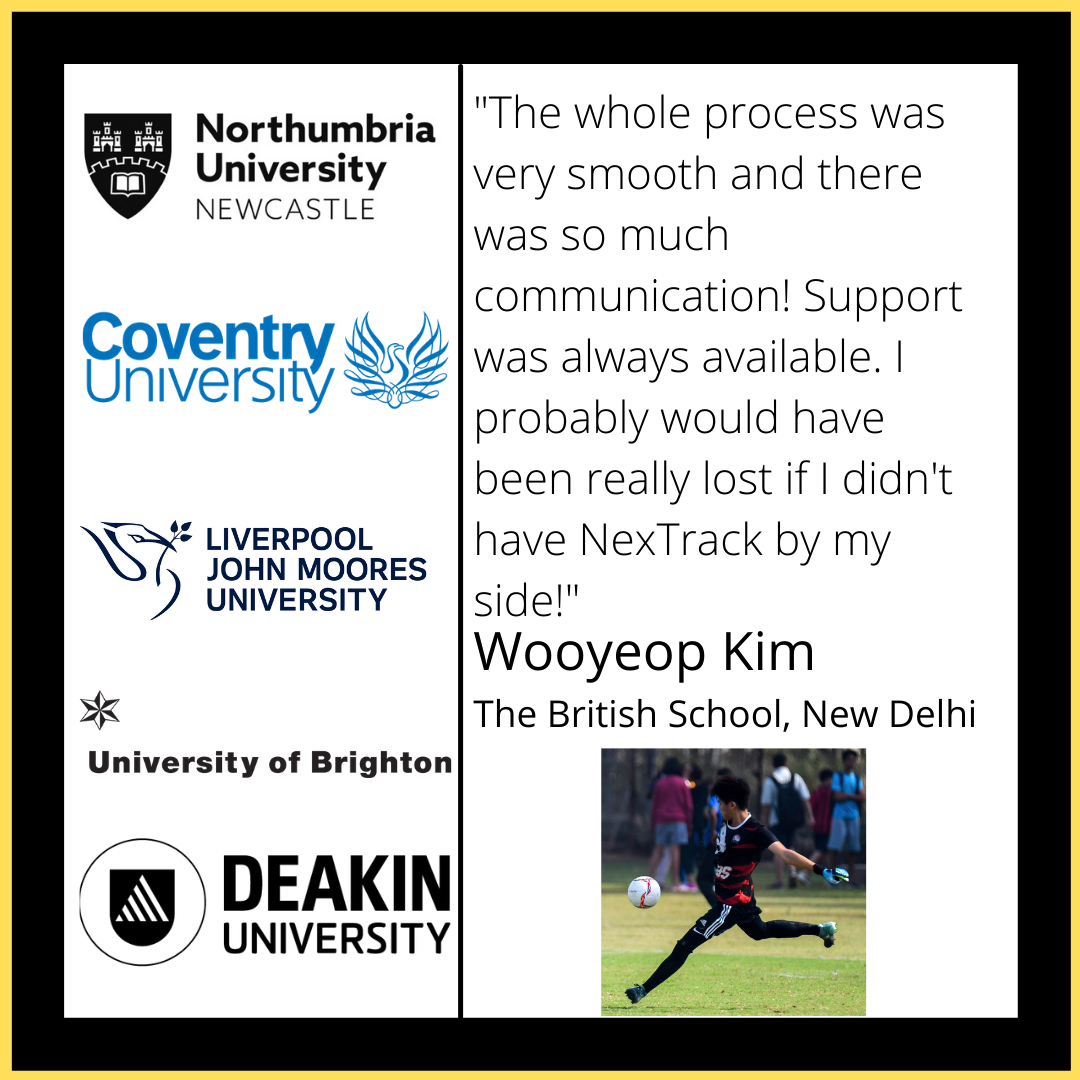 Northumbria
University
NEWCASTLE
Coventry
University
LIVERPOOL
JOHN MOORES
UNIVERSITY
University of Brighton
DEAKIN
UNIVERSITY
"The whole process was
very smooth and there
was so much
communication! Support
was always available. I
probably would have
been really lost if I didn't
have NexTrack by my
side!"
Wooyeop Kim
The British School, New Delhi